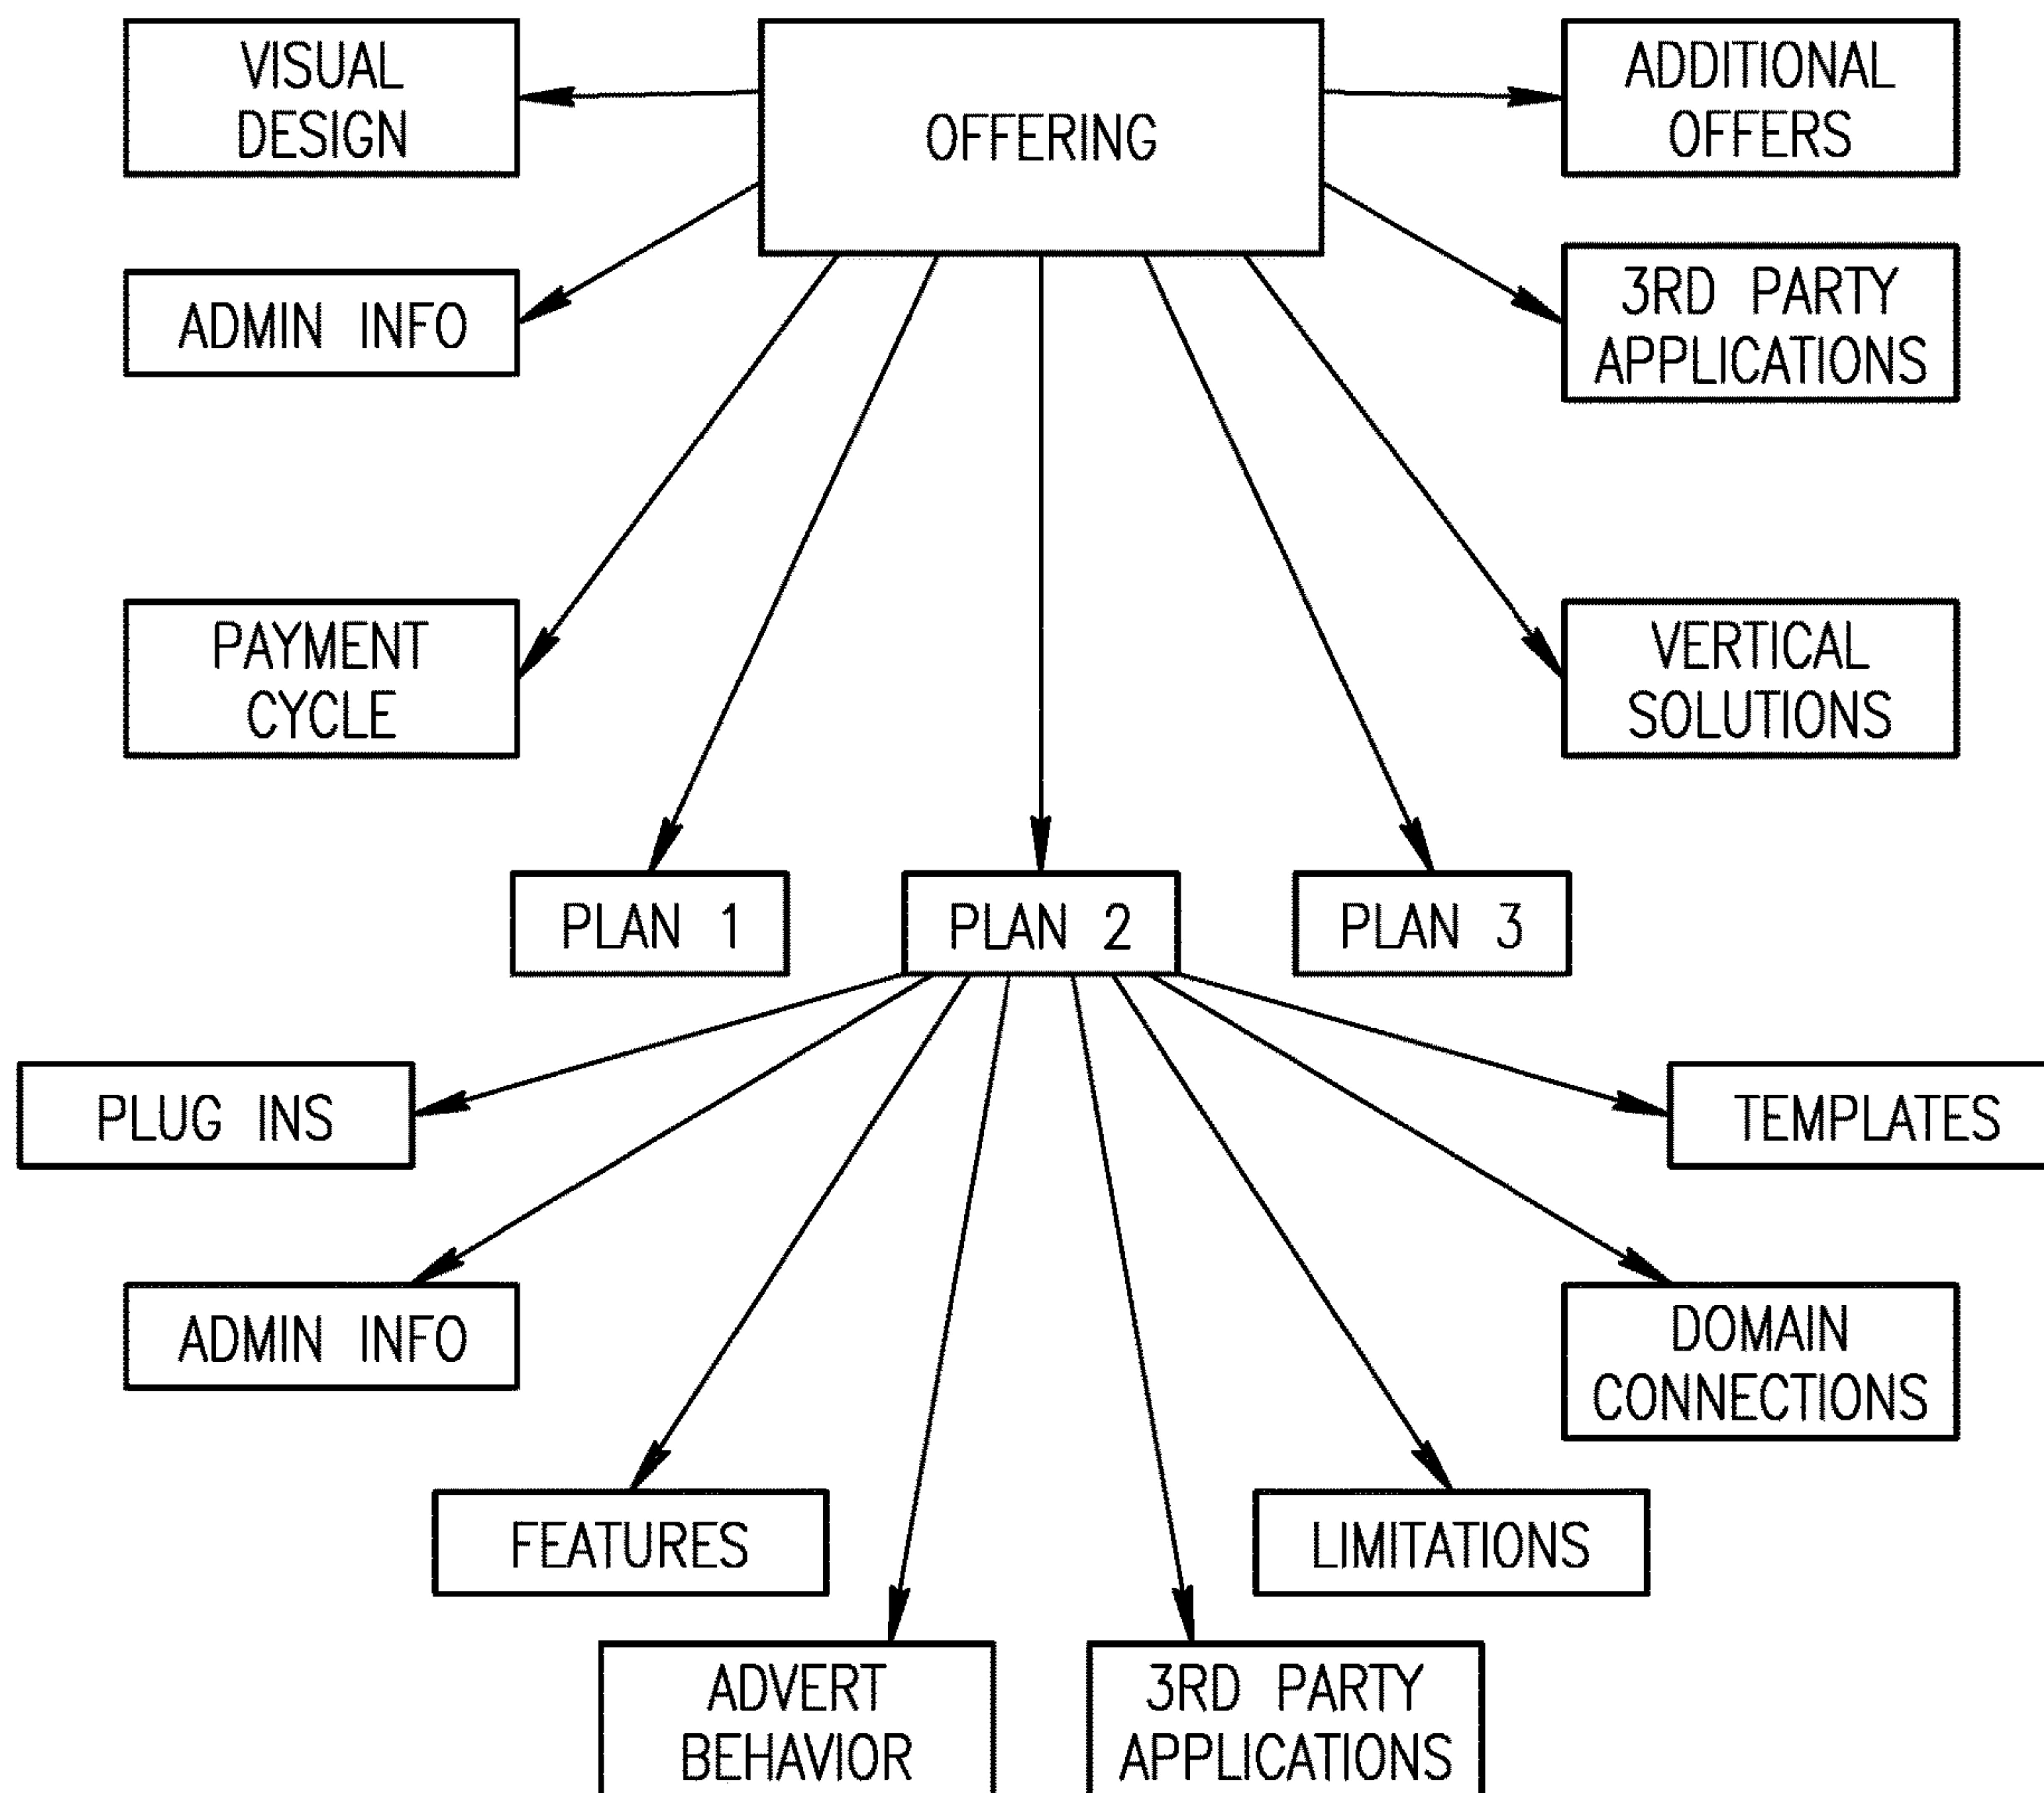 VISUAL
DESIGN
OFFERING
ADDITIONAL
OFFERS
ADMIN INFO
3RD PARTY
APPLICATIONS
PAYMENT
CYCLE
VERTICAL
SOLUTIONS
PLAN 1
PLAN 2
PLAN 3
PLUG INS
TEMPLATES
ADMIN INFO
DOMAIN
CONNECTIONS
FEATURES
LIMITATIONS
ADVERT
BEHAVIOR
3RD PARTY
APPLICATIONS